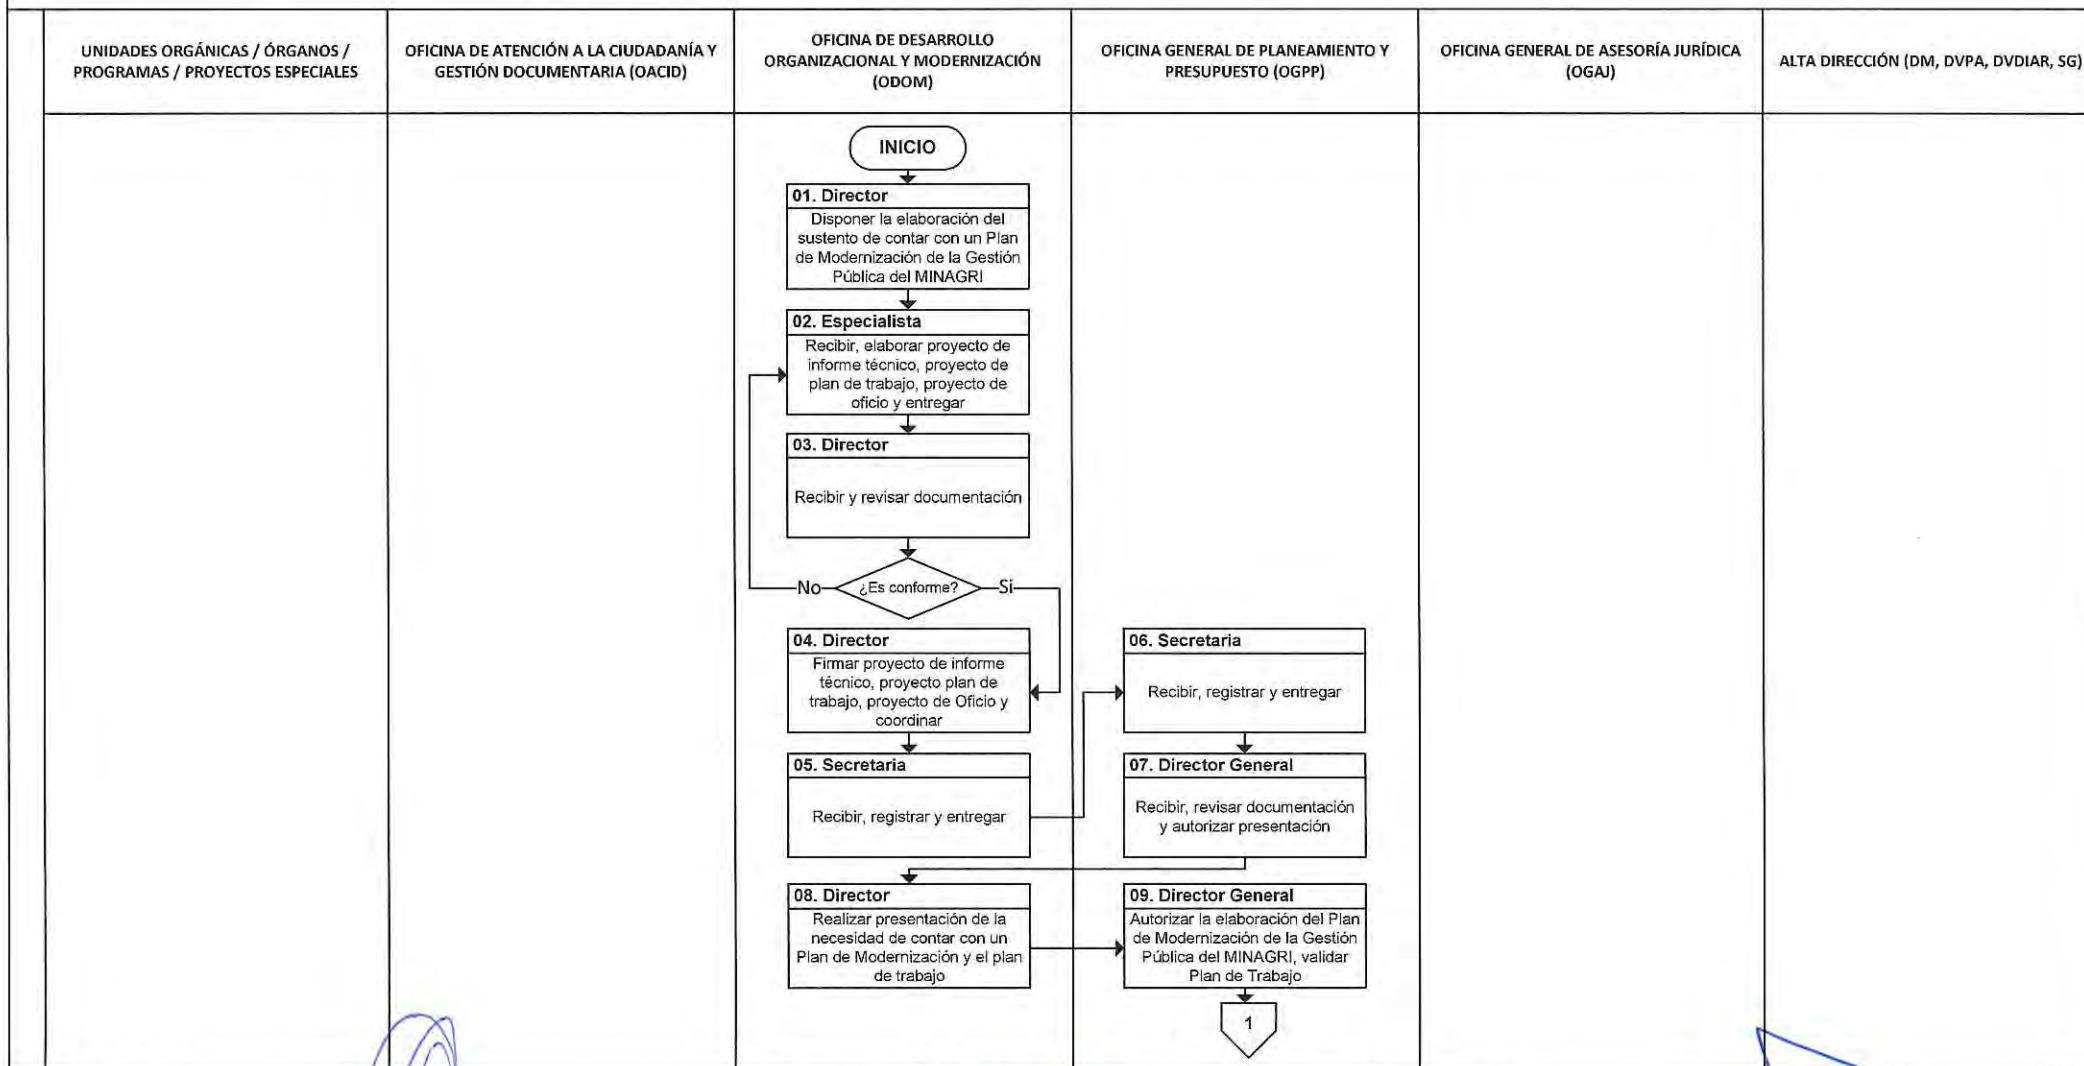 UNIDADES ORGÁNICAS / ÓRGANOS /
PROGRAMAS / PROYECTOS ESPECIALES
OFICINA DE ATENCIÓN A LA CIUDADANÍA Y
GESTIÓN DOCUMENTARIA (OACID)
OFICINA DE DESARROLLO
ORGANIZACIONAL Y MODERNIZACIÓN
(ODOM)
OFICINA GENERAL DE PLANEAMIENTO Y
PRESUPUESTO (OGPP)
OFICINA GENERAL DE ASESORÍA JURÍDICA
(OGAJ)
ALTA DIRECCIÓN (DM, DVPA, DVDIAR, SG)
INICIO
01. Director
Disponer la elaboración del
sustento de contar con un Plan
de Modernización de la Gestión
Pública del MINAGRI
02. Especialista
Recibir, elaborar proyecto de
informe técnico, proyecto de
plan de trabajo, proyecto de
oficio y entregar
03. Director
Recibir y revisar documentación
No
¿Es conforme?
Si
04. Director
Firmar proyecto de informe
técnico, proyecto plan de
trabajo, proyecto de Oficio y
coordinar
05. Secretaria
Recibir, registrar y entregar
06. Secretaria
Recibir, registrar y entregar
07. Director General
Recibir, revisar documentación
y autorizar presentación
08. Director
Realizar presentación de la
necesidad de contar con un
Plan de Modernización y el plan
de trabajo
09. Director General
Autorizar la elaboración del Plan
de Modernización de la Gestión
Pública del MINAGRI, validar
Plan de Trabajo
1